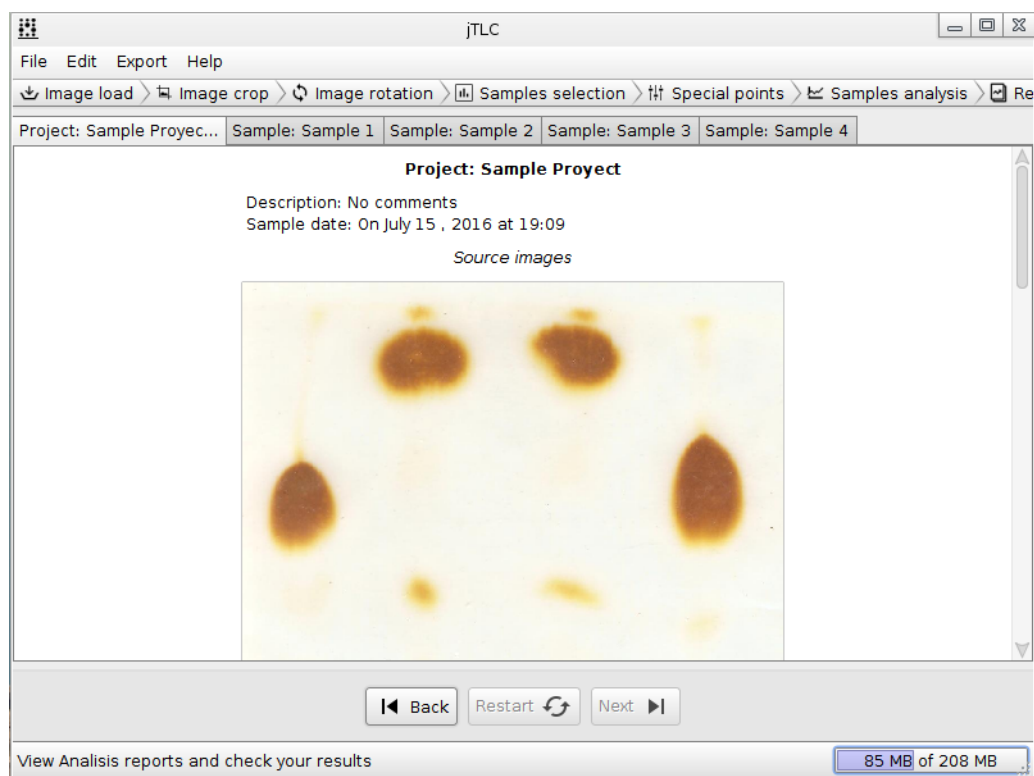 jTLC
File Edit Export Help
Image load Image crop Image rotation Samples selection Special points Samples analysis Re
Project: Sample Proyec... Sample: Sample 1 Sample: Sample 2 Sample: Sample 3 Sample: Sample 4
Project: Sample Proyect
Description: No comments
Sample date: On July 15 , 2016 at 19:09
Source images
Back Restart Next
View Analisis reports and check your results 85 MB of 208 MB